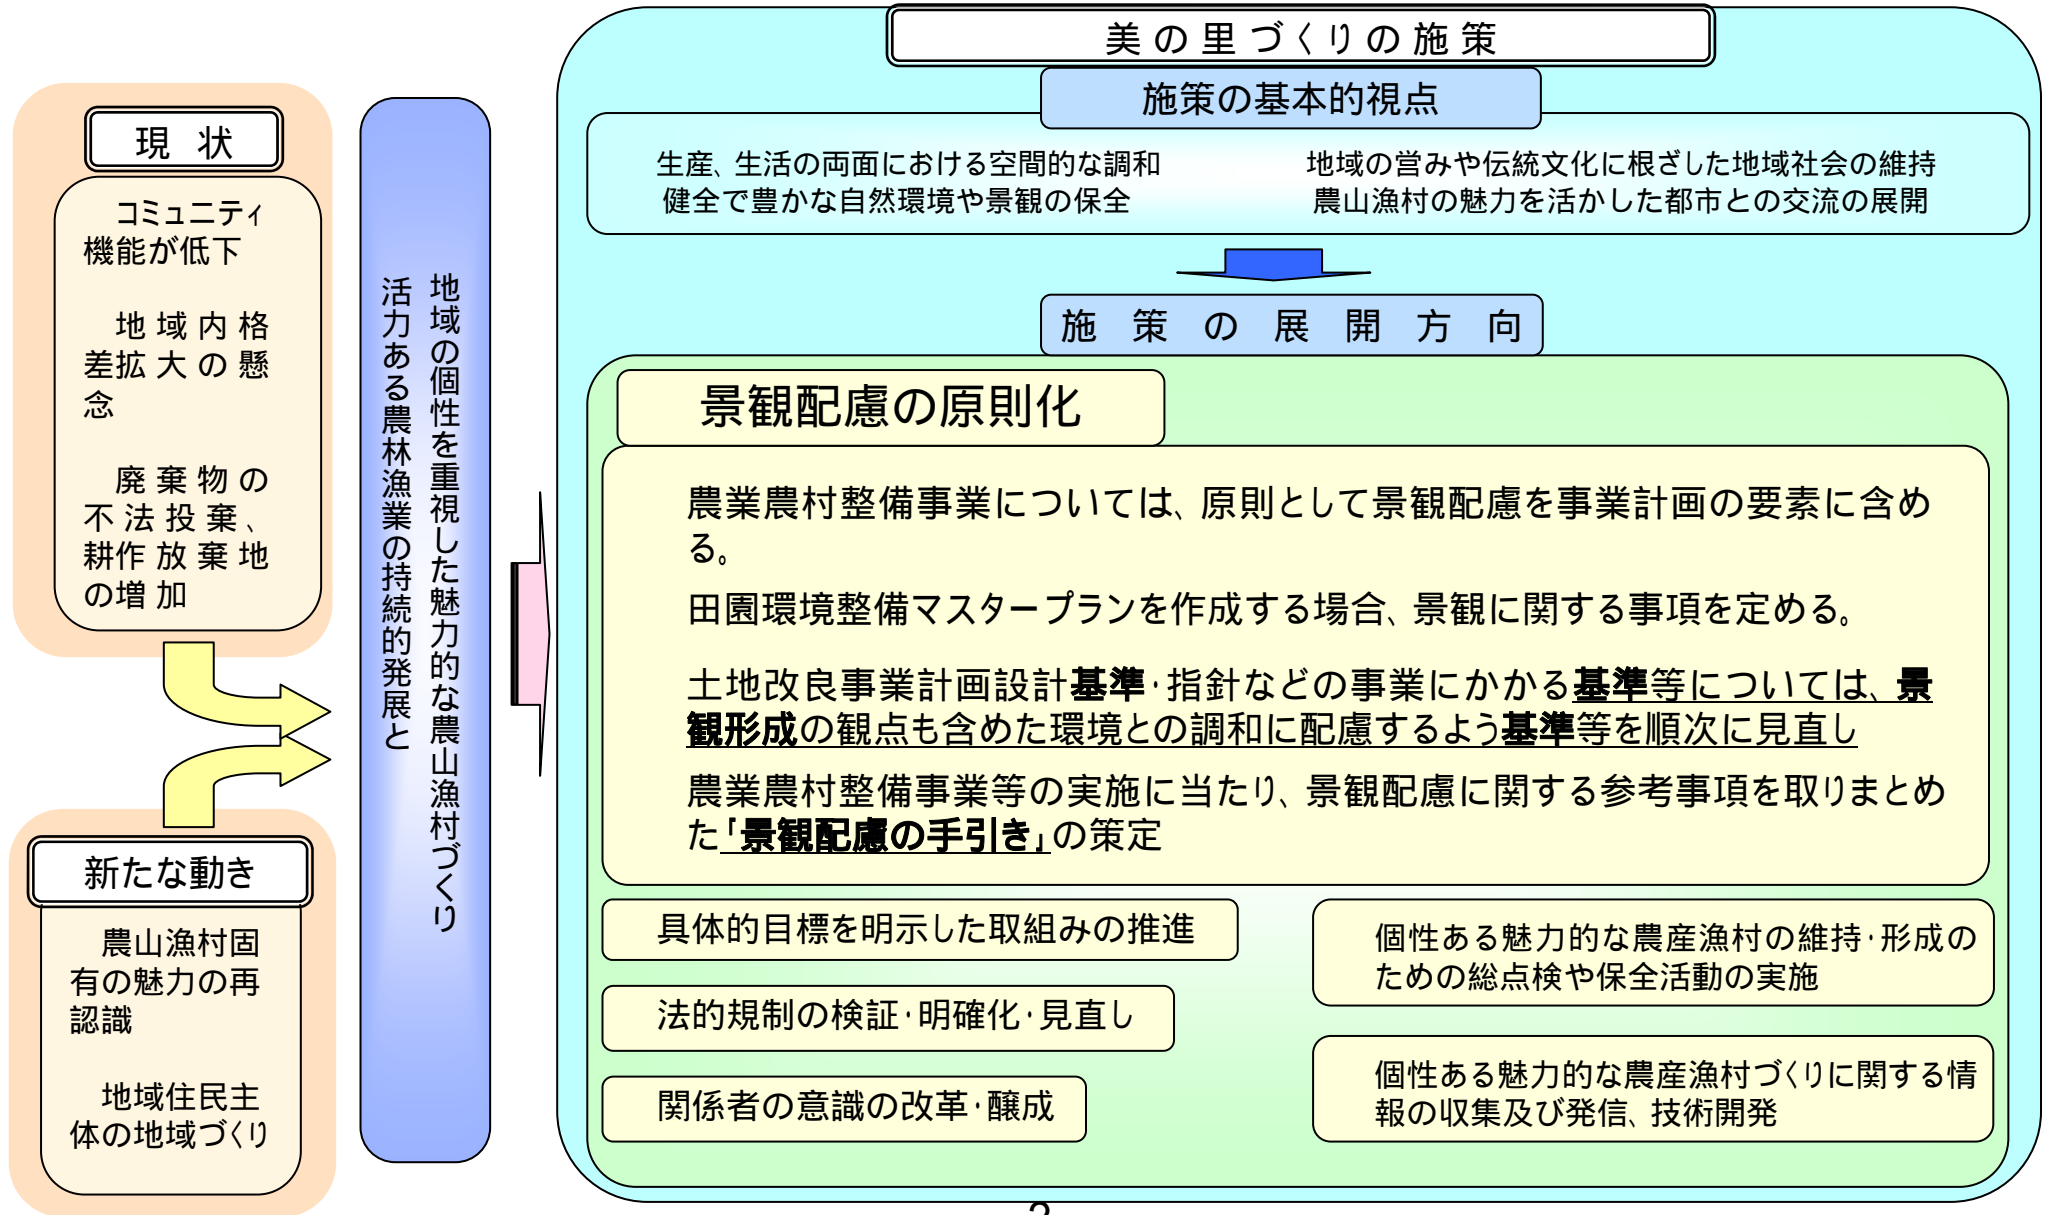 現 状
コミュニティ
機能が低下
地域内格
差拡大の懸
念
廃棄物の
不法投棄、
耕作放棄地
の増加
新たな動き
農山漁村固
有の魅力の再
認識
地域住民主
体の地域づくり
地域の個性を重視した魅力的な農山漁村づくり
活力ある農林漁業の持続的発展と
美の里づくりの施策
施策の基本的視点
生産、生活の両面における空間的な調和
健全で豊かな自然環境や景観の保全
地域の営みや伝統文化に根ざした地域社会の維持
農山漁村の魅力を活かした都市との交流の展開
施策の展開方向
景観配慮の原則化
農業農村整備事業については、原則として景観配慮を事業計画の要素に含め
る。
田園環境整備マスタープランを作成する場合、景観に関する事項を定める。
土地改良事業計画設計基準・指針などの事業にかかる基準等については、景
観形成の観点も含めた環境との調和に配慮するよう基準等を順次に見直し
農業農村整備事業等の実施に当たり、景観配慮に関する参考事項を取りまとめ
た「景観配慮の手引き」の策定
具体的目標を明示した取組みの推進
法的規制の検証・明確化・見直し
関係者の意識の改革・醸成
個性ある魅力的な農産漁村の維持・形成の
ための総点検や保全活動の実施
個性ある魅力的な農産漁村づくりに関する情
報の収集及び発信、技術開発